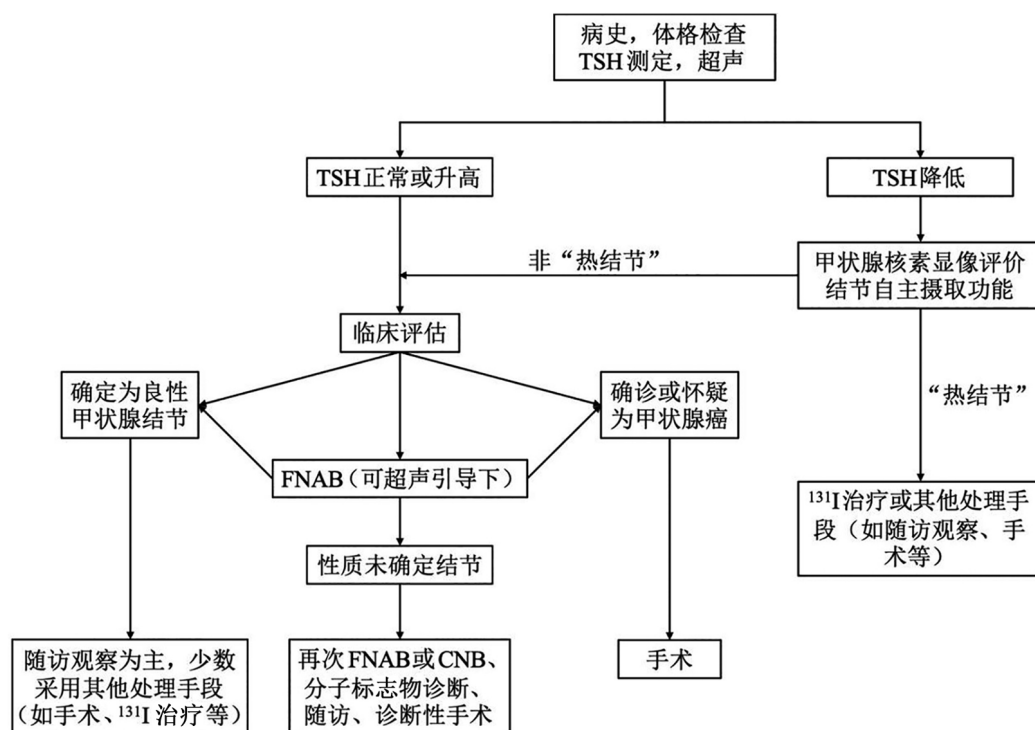 病史，体格检查
TSH测定，超声
TSH正常或升高
TSH降低
非“热结节”
甲状腺核素显像评价
结节自主摄取功能
临床评估
确定为良性
甲状腺结节
确诊或怀疑
为甲状腺癌
“热结节”
FNAB（可超声引导下）
¹³¹I治疗或其他处理手
段（如随访观察、手
术等）
性质未确定结节
随访观察为主，少数
采用其他处理手段
（如手术、¹³¹I治疗等）
再次FNAB或CNB、
分子标志物诊断、
随访、诊断性手术
手术